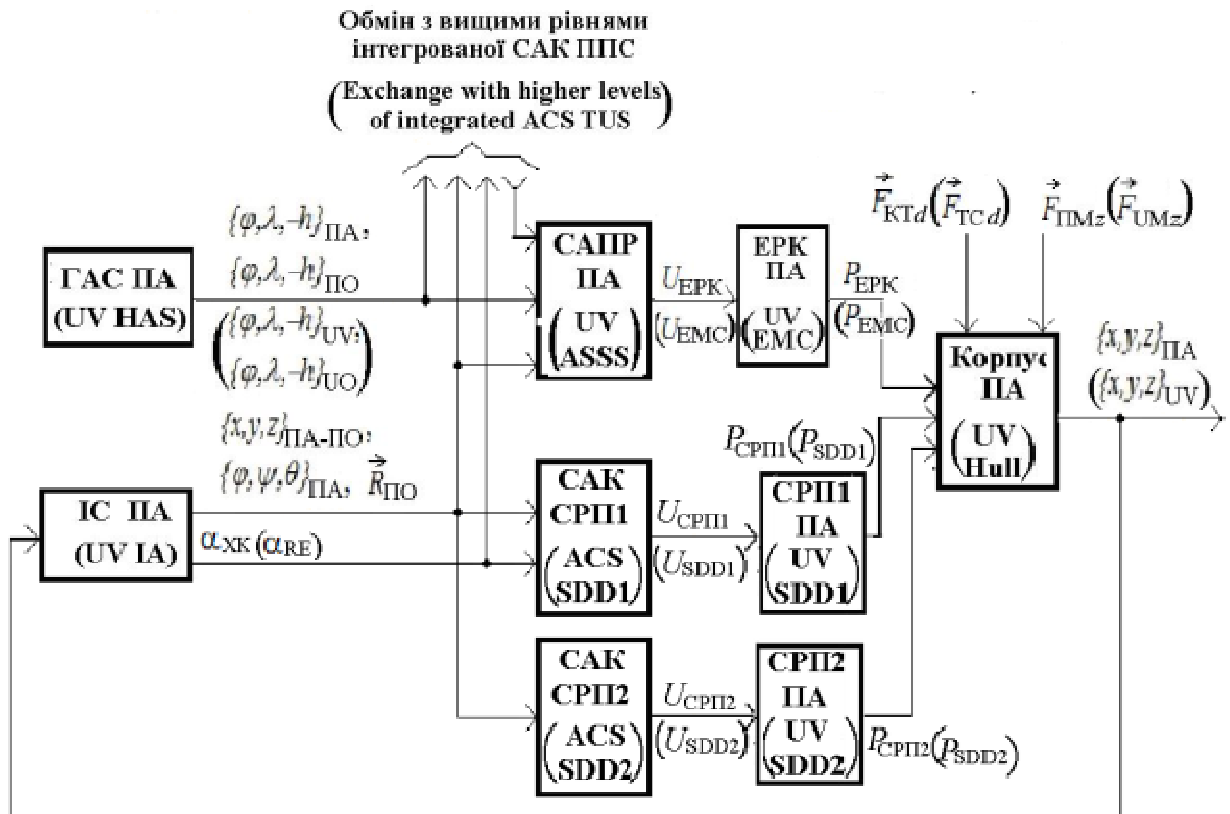 Обмін з вищими рівнями
інтегрованої САК ППС
(Exchange with higher levels
of integrated ACS TUS)
{φ,λ,−h}ПА,
{φ,λ,−h}ПО
({φ,λ,−h}UV,
{φ,λ,−h}UO)
ГАС ПА
(UV HAS)
САПР
ПА
(UV
ASSS)
UЕРК
(UEMC)
ЕРК
ПА
(UV
EMC)
PЕРК
(PEMC)
F⃗КТd(F⃗TCd)
F⃗ПМz(F⃗UMz)
Корпус
ПА
(UV
Hull)
{x,y,z}ПА
({x,y,z}UV)
{x,y,z}ПА-ПО,
{φ,ψ,θ}ПА, R⃗ПО
ІС ПА
(UV IA)
αХК(αRE)
САК
СРП1
(ACS
SDD1)
UСРП1
(USDD1)
СРП1
ПА
(UV
SDD1)
PСРП1(PSDD1)
САК
СРП2
(ACS
SDD2)
UСРП2
(USDD2)
СРП2
ПА
(UV
SDD2)
PСРП2(PSDD2)